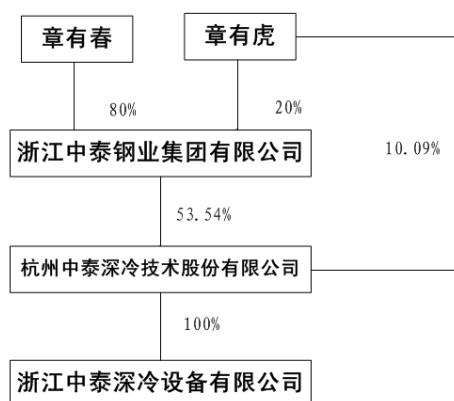 章有春
章有虎
80%
20%
浙江中泰钢业集团有限公司
10.09%
53.54%
杭州中泰深冷技术股份有限公司
100%
浙江中泰深冷设备有限公司